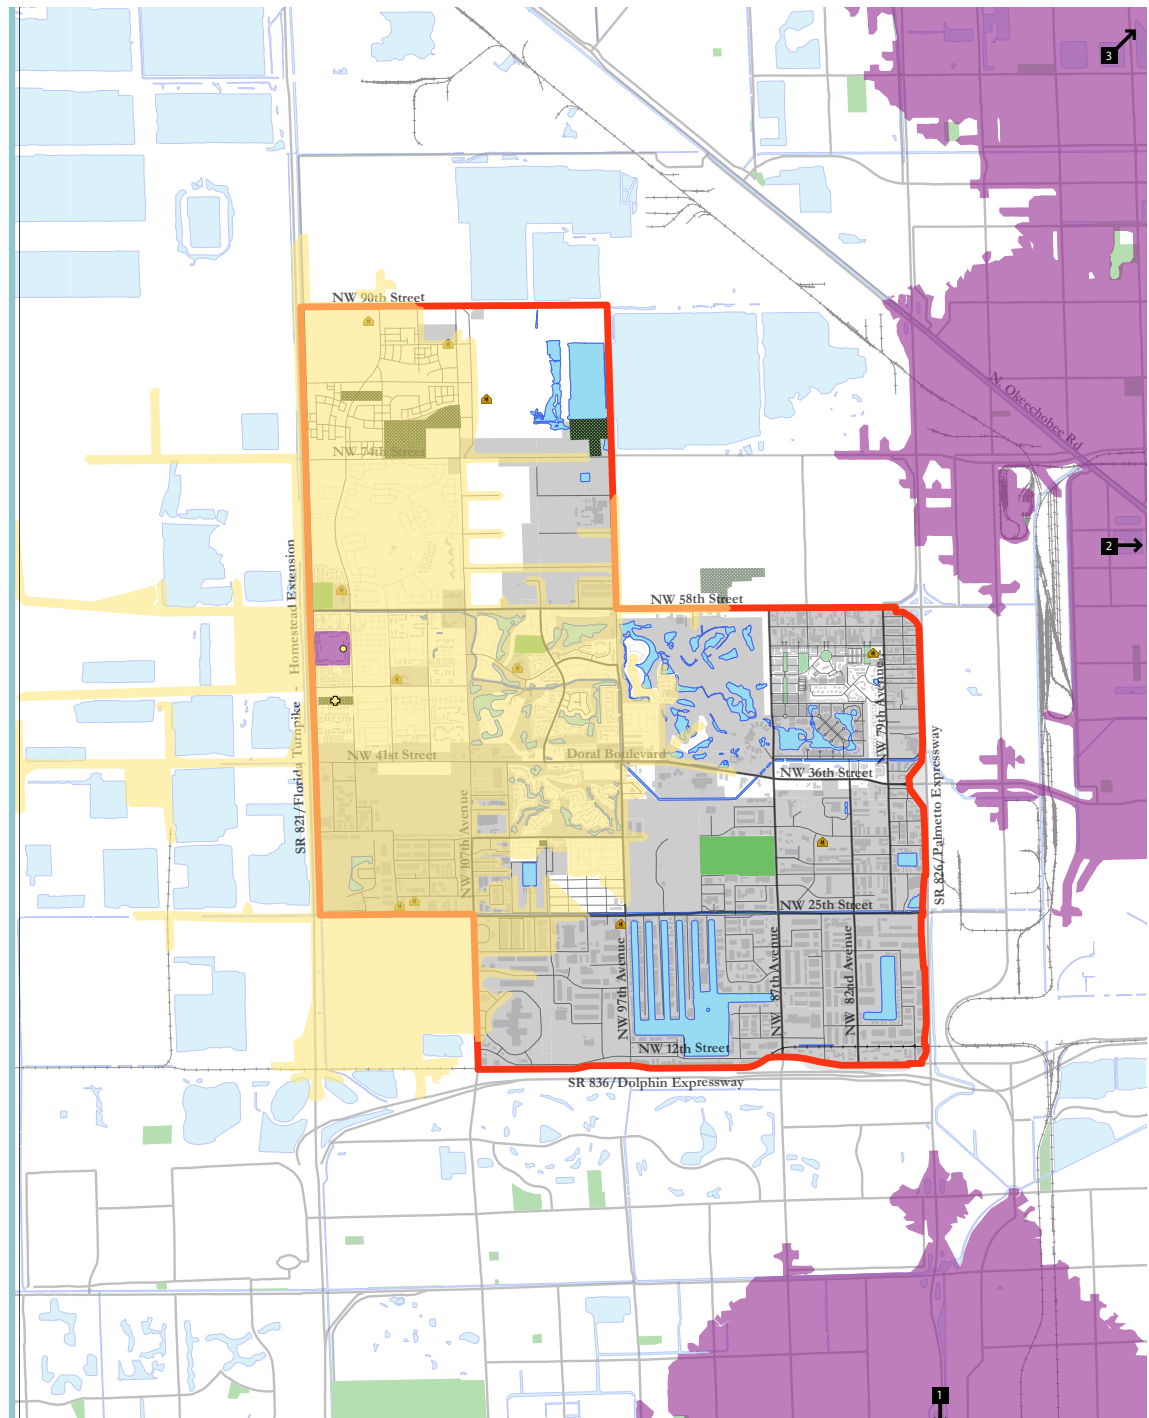 3
NW 90th Street
N. Okeechobee Rd
NW 74th Street
2
SR 821/Florida Turnpike - Homestead Extension
NW 58th Street
NW 79th Avenue
NW 41st Street
Doral Boulevard
NW 36th Street
SR 826/Palmetto Expressway
NW 107th Avenue
NW 25th Street
NW 97th Avenue
NW 87th Avenue
NW 82nd Avenue
NW 12th Street
SR 836/Dolphin Expressway
1